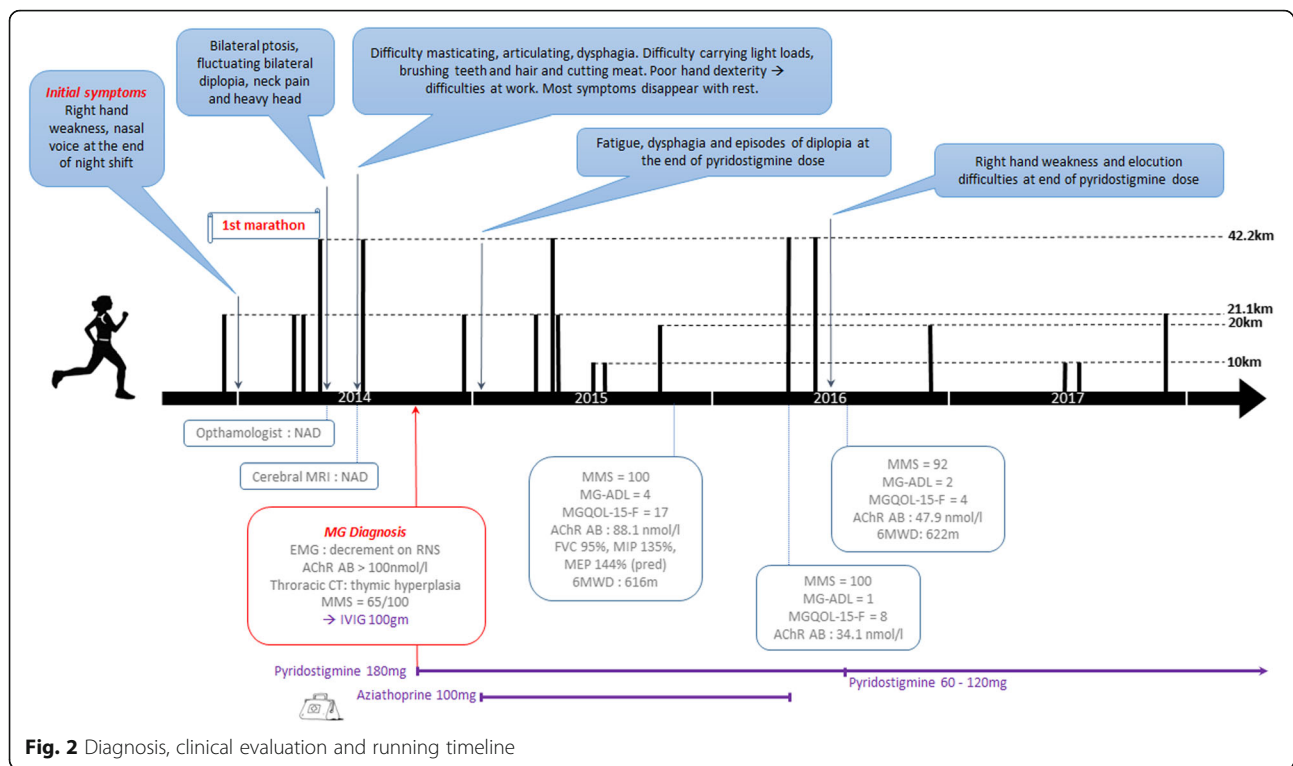 Initial symptoms
Right hand
weakness, nasal
voice at the end
of night shift
Bilateral ptosis,
fluctuating bilateral
diplopia, neck pain
and heavy head
Difficulty masticating, articulating, dysphagia. Difficulty carrying light loads,
brushing teeth and hair and cutting meat. Poor hand dexterity →
difficulties at work. Most symptoms disappear with rest.
Fatigue, dysphagia and episodes of diplopia at
the end of pyridostigmine dose
Right hand weakness and elocution
difficulties at end of pyridostigmine dose
1st marathon
42.2km
21.1km
20km
10km
2014
2015
2016
2017
Opthamologist : NAD
Cerebral MRI : NAD
MG Diagnosis
EMG : decrement on RNS
AChR AB > 100nmol/l
Throracic CT: thymic hyperplasia
MMS = 65/100
→ IVIG 100gm
MMS = 100
MG-ADL = 4
MGQOL-15-F = 17
AChR AB : 88.1 nmol/l
FVC 95%, MIP 135%,
MEP 144% (pred)
6MWD : 616m
MMS = 100
MG-ADL = 1
MGQOL-15-F = 8
AChR AB : 34.1 nmol/l
MMS = 92
MG-ADL = 2
MGQOL-15-F = 4
AChR AB : 47.9 nmol/l
6MWD: 622m
Pyridostigmine 180mg
Pyridostigmine 60 - 120mg
Aziathoprine 100mg
Fig. 2 Diagnosis, clinical evaluation and running timeline